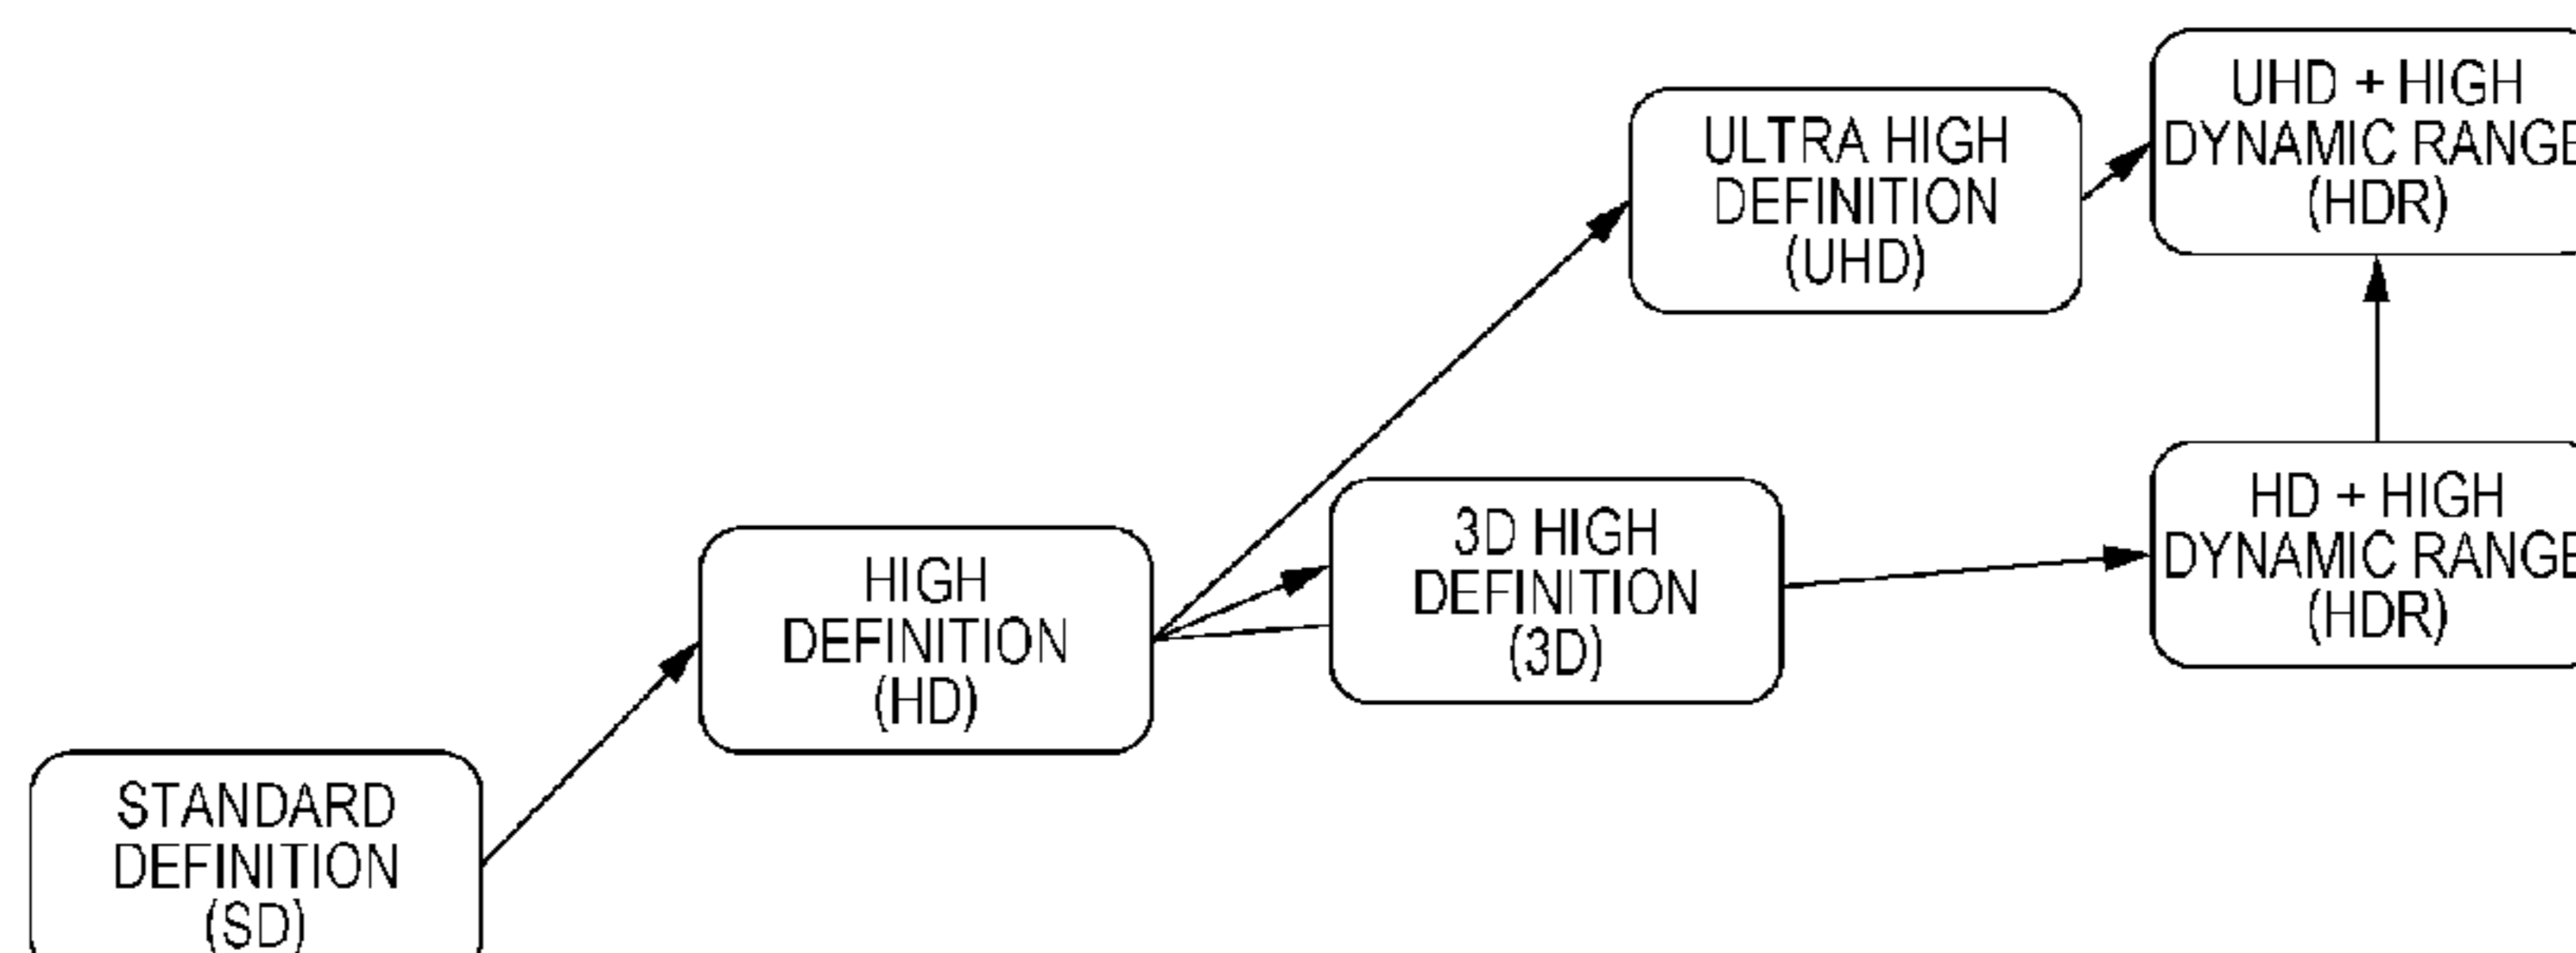 UHD + HIGH
DYNAMIC RANGE
(HDR)
ULTRA HIGH
DEFINITION
(UHD)
HD + HIGH
DYNAMIC RANGE
(HDR)
3D HIGH
DEFINITION
(3D)
HIGH
DEFINITION
(HD)
STANDARD
DEFINITION
(SD)